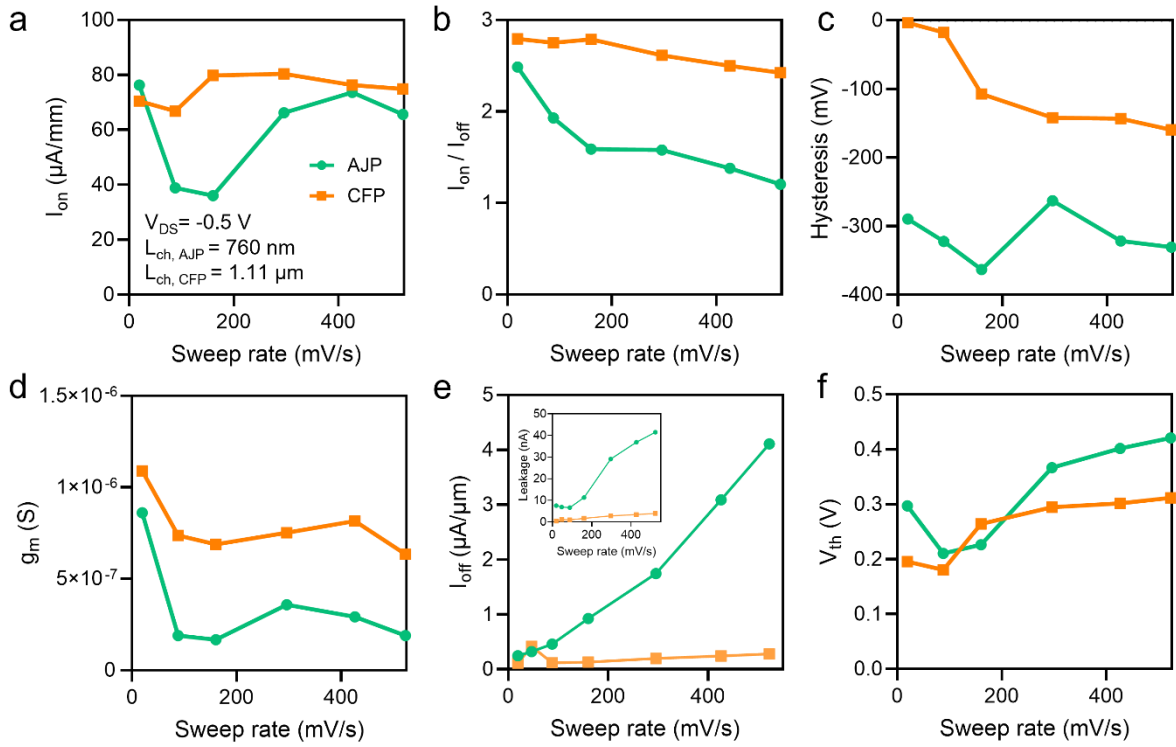 a
100
80
60
40
20
0
I_on (µA/mm)
AJP
CFP
V_DS= -0.5 V
L_ch, AJP = 760 nm
L_ch, CFP = 1.11 µm
0 200 400
Sweep rate (mV/s)
b
3
2
1
0
I_on / I_off
0 200 400
Sweep rate (mV/s)
c
0
-100
-200
-300
-400
Hysteresis (mV)
0 200 400
Sweep rate (mV/s)
d
1.5×10⁻⁶
1×10⁻⁶
5×10⁻⁷
0
g_m (S)
0 200 400
Sweep rate (mV/s)
e
5
4
3
2
1
0
I_off (µA/µm)
50
40
30
20
10
0
Leakage (nA)
0 200 400
Sweep rate (mV/s)
0 200 400
Sweep rate (mV/s)
f
0.5
0.4
0.3
0.2
0.1
0.0
V_th (V)
0 200 400
Sweep rate (mV/s)